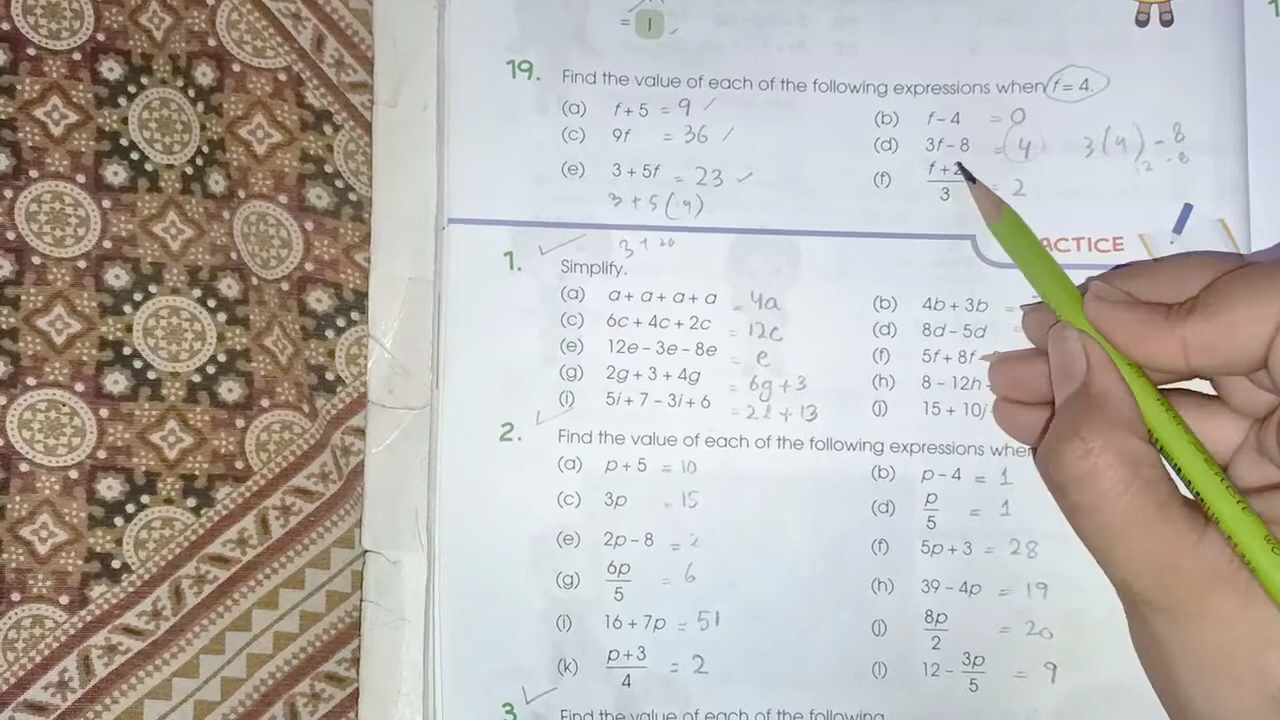 = 1
19. Find the value of each of the following expressions when f = 4.
(a) f + 5 = 9
(b) f - 4 = 0
(c) 9f = 36
(d) 3f - 8 = 4 3(4) - 8
12 - 8
(e) 3 + 5f = 23
(f) f + 2 / 3 = 2
3 + 5(4)
3 + 20
ACTICE
1. Simplify.
(a) a + a + a + a = 4a
(b) 4b + 3b =
(c) 6c + 4c + 2c = 12c
(d) 8d - 5d =
(e) 12e - 3e - 8e = e
(f) 5f + 8f
(g) 2g + 3 + 4g = 6g + 3
(h) 8 - 12h
(i) 5i + 7 - 3i + 6 = 2i + 13
(j) 15 + 10j
2. Find the value of each of the following expressions when
(a) p + 5 = 10
(b) p - 4 = 1
(c) 3p = 15
(d) p / 5 = 1
(e) 2p - 8 = 2
(f) 5p + 3 = 28
(g) 6p / 5 = 6
(h) 39 - 4p = 19
(i) 16 + 7p = 51
(j) 8p / 2 = 20
(k) p + 3 / 4 = 2
(l) 12 - 3p / 5 = 9
3 Find the value of each of the following